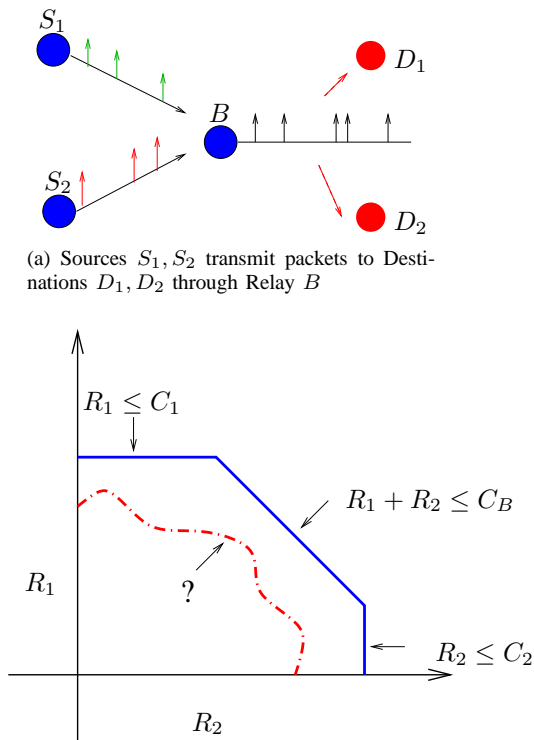 S₁
D₁
B
S₂
D₂
(a) Sources S₁, S₂ transmit packets to Desti-
nations D₁, D₂ through Relay B
R₁ ≤ C₁
R₁ + R₂ ≤ C_B
?
R₁
R₂ ≤ C₂
R₂